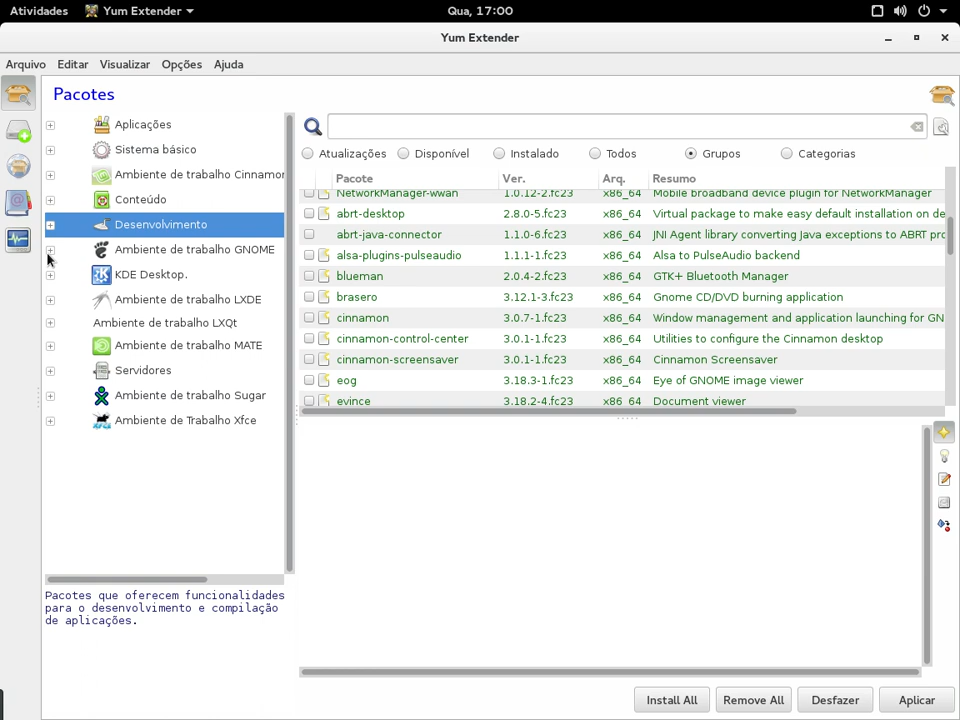 Atividades Yum Extender Qua, 17:00
Yum Extender
Arquivo Editar Visualizar Opções Ajuda
Pacotes
Aplicações
Sistema básico
Ambiente de trabalho Cinnamon
Conteúdo
Desenvolvimento
Ambiente de trabalho GNOME
KDE Desktop.
Ambiente de trabalho LXDE
Ambiente de trabalho LXQt
Ambiente de trabalho MATE
Servidores
Ambiente de trabalho Sugar
Ambiente de Trabalho Xfce
Pacotes que oferecem funcionalidades
para o desenvolvimento e compilação
de aplicações.
Atualizações Disponível Instalado Todos Grupos Categorias
Pacote Ver. Arq. Resumo
NetworkManager-wwan 1.0.12-2.fc23 x86_64 Mobile broadband device plugin for NetworkManager
abrt-desktop 2.8.0-5.fc23 x86_64 Virtual package to make easy default installation on de
abrt-java-connector 1.1.0-6.fc23 x86_64 JNI Agent library converting Java exceptions to ABRT pro
alsa-plugins-pulseaudio 1.1.1-1.fc23 x86_64 Alsa to PulseAudio backend
blueman 2.0.4-2.fc23 x86_64 GTK+ Bluetooth Manager
brasero 3.12.1-3.fc23 x86_64 Gnome CD/DVD burning application
cinnamon 3.0.7-1.fc23 x86_64 Window management and application launching for GN
cinnamon-control-center 3.0.1-1.fc23 x86_64 Utilities to configure the Cinnamon desktop
cinnamon-screensaver 3.0.1-1.fc23 x86_64 Cinnamon Screensaver
eog 3.18.3-1.fc23 x86_64 Eye of GNOME image viewer
evince 3.18.2-4.fc23 x86_64 Document viewer
Install All Remove All Desfazer Aplicar